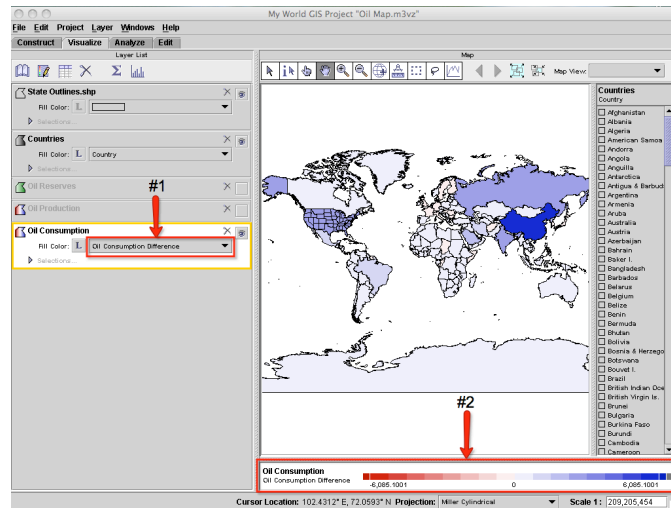 My World GIS Project "Oil Map.m3vz"
File Edit Project Layer Windows Help
Construct Visualize Analyze Edit
Layer List
State Outlines.shp
Fill Color: L
Selections...
Countries
Fill Color: L Country
Selections...
Oil Reserves
#1
Oil Production
Oil Consumption
Fill Color: L Oil Consumption Difference
Selections...
Map
Map View:
Countries
Country
Afghanistan
Albania
Algeria
American Samoa
Andorra
Angola
Anguilla
Antarctica
Antigua & Barbud
Argentina
Armenia
Aruba
Australia
Austria
Azerbaijan
Bahrain
Baker I.
Bangladesh
Barbados
Belarus
Belgium
Belize
Benin
Bermuda
Bhutan
Bolivia
Bosnia & Herzego
Botswana
Bouvet I.
Brazil
British Indian Oce
British Virgin Is.
Brunei
Bulgaria
Burkina Faso
Burundi
Cambodia
Cameroon
#2
Oil Consumption
Oil Consumption Difference
-6,085.1001 0 6,085.1001
Cursor Location: 102.4312° E, 72.0593° N Projection: Miller Cylindrical Scale 1: 209,205,454